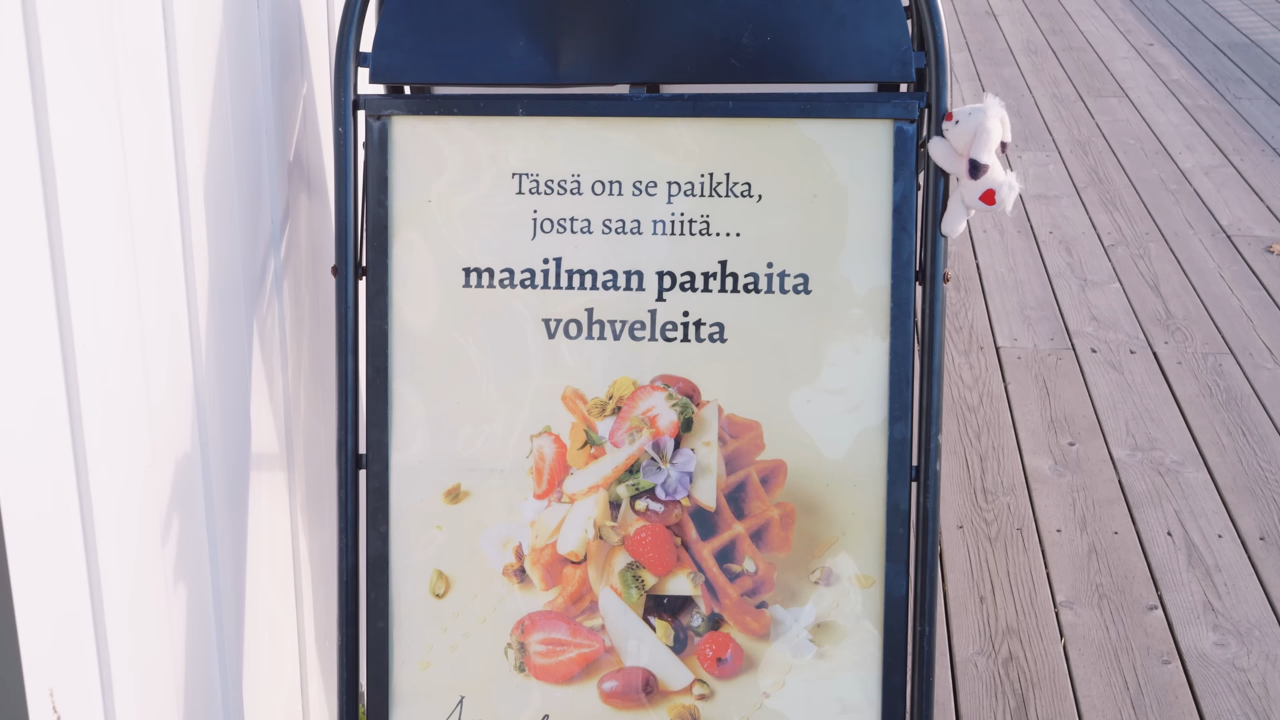 Tässä on se paikka,
josta saa niitä...
maailman parhaita
vohveleita